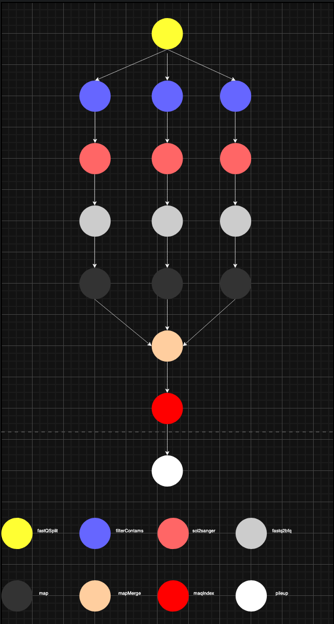 fastQSplit
filterContams
sol2sanger
fastq2bfq
map
mapMerge
maqIndex
pileup